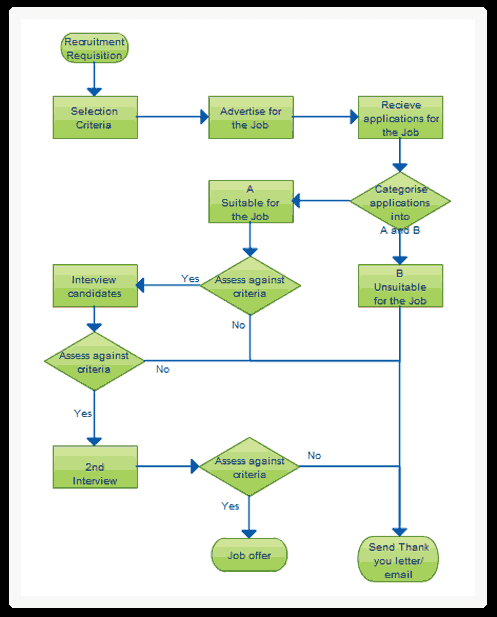 Recruitment
Requisition
Selection
Criteria
Advertise for
the Job
Recieve
applications for
the Job
A
Suitable for
the Job
Categorise
applications
into
A and B
Interview
candidates
Yes
Assess against
criteria
B
Unsuitable
for the Job
No
Assess against
criteria
No
Yes
2nd
Interview
Assess against
criteria
No
Yes
Job offer
Send Thank
you letter/
email